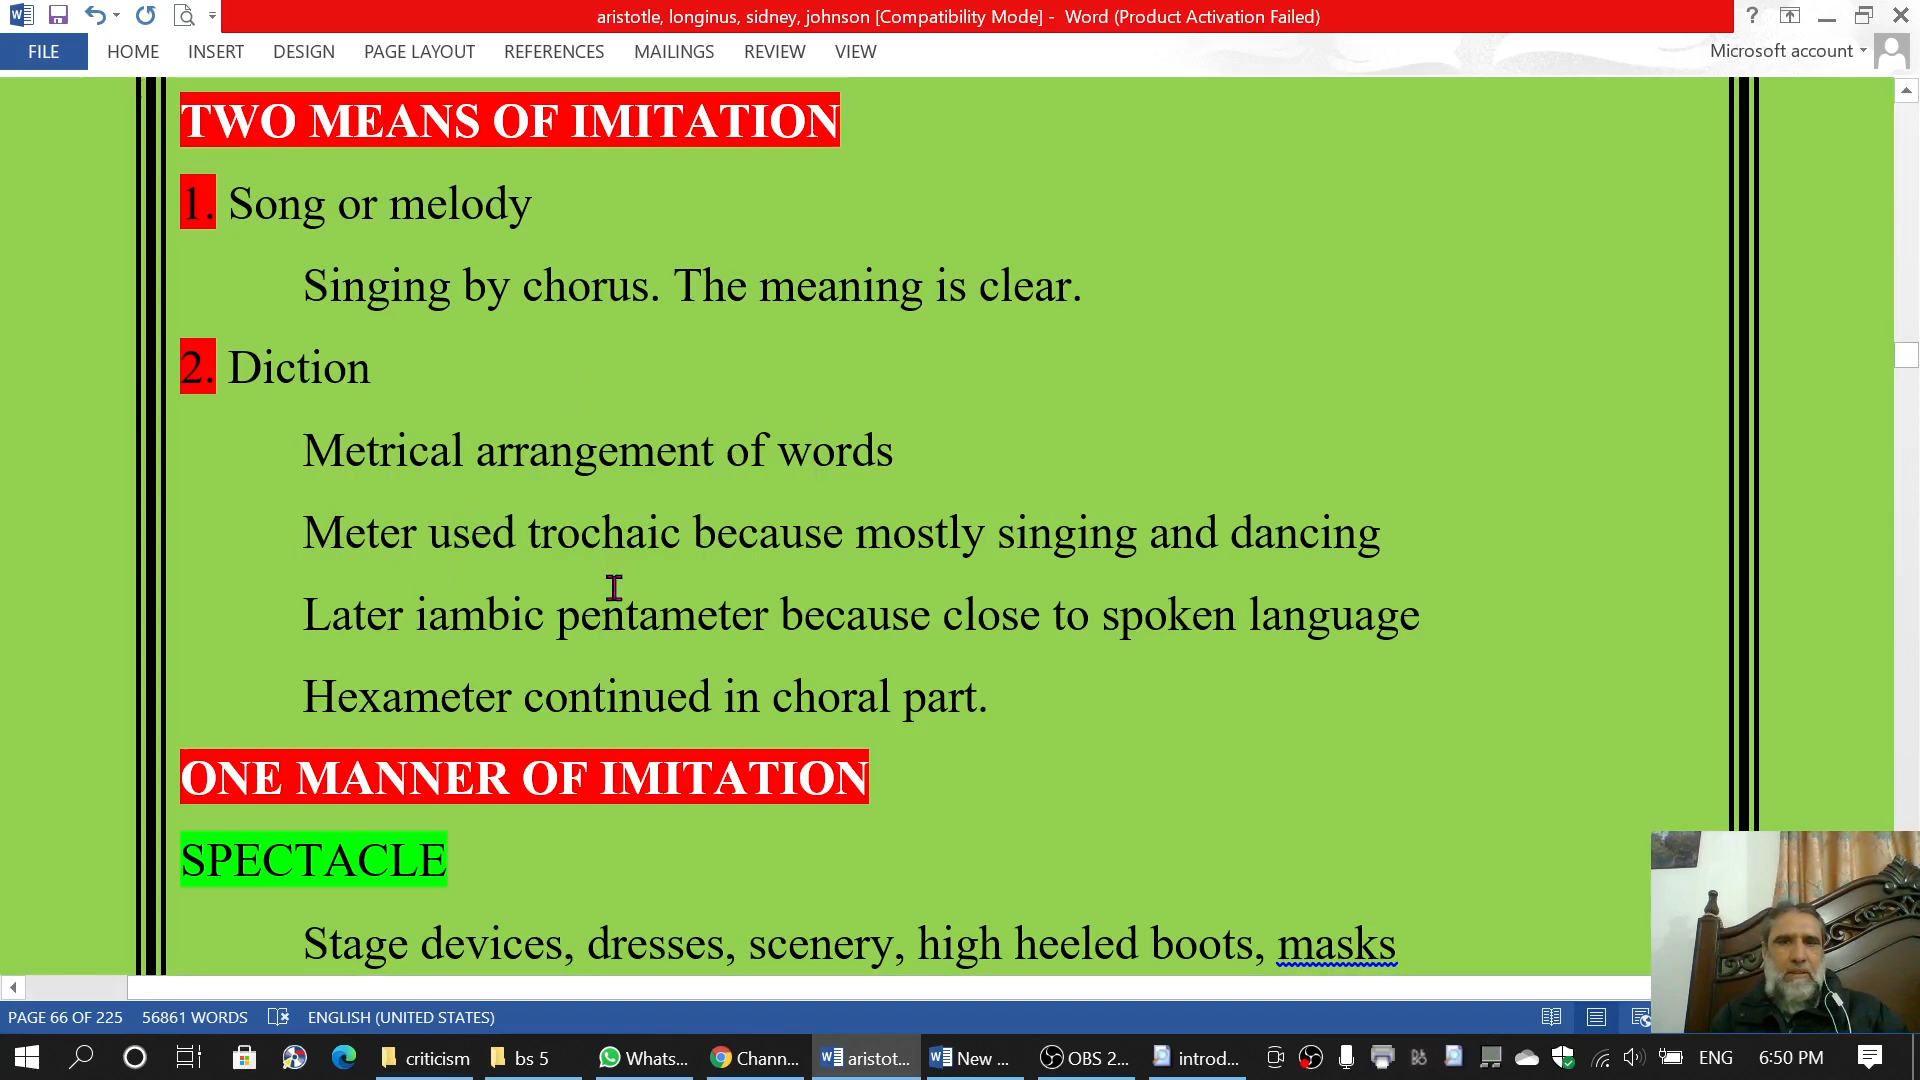 aristotle, longinus, sidney, johnson [Compatibility Mode] - Word (Product Activation Failed)
FILE HOME INSERT DESIGN PAGE LAYOUT REFERENCES MAILINGS REVIEW VIEW Microsoft account
TWO MEANS OF IMITATION
1. Song or melody
Singing by chorus. The meaning is clear.
2. Diction
Metrical arrangement of words
Meter used trochaic because mostly singing and dancing
Later iambic pentameter because close to spoken language
Hexameter continued in choral part.
ONE MANNER OF IMITATION
SPECTACLE
Stage devices, dresses, scenery, high heeled boots, masks
PAGE 66 OF 225 56861 WORDS ENGLISH (UNITED STATES)
criticism bs 5 Whats... Chann... aristot... New ... OBS 2... introd... ENG 6:50 PM